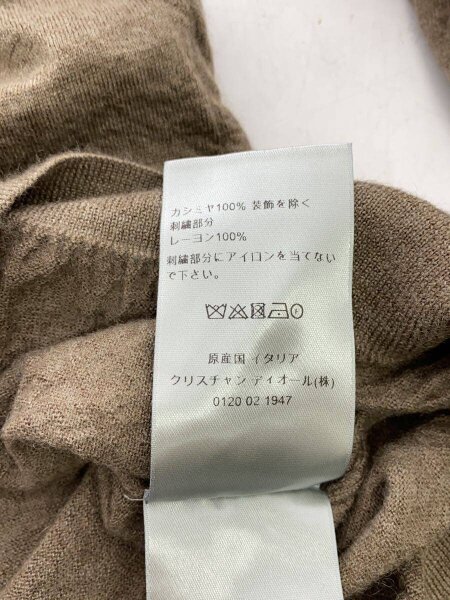 カシミヤ100% 装飾を除く
刺繍部分
レーヨン100%
刺繍部分にアイロンを当てない
で下さい。
原産国 イタリア
クリスチャン ディオール(株)
0120 02 1947